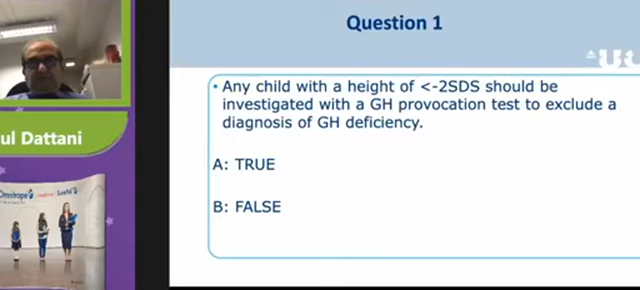 Question 1
• Any child with a height of <-2SDS should be
investigated with a GH provocation test to exclude a
diagnosis of GH deficiency.
A: TRUE
B: FALSE
ul Dattani
Omnitrope